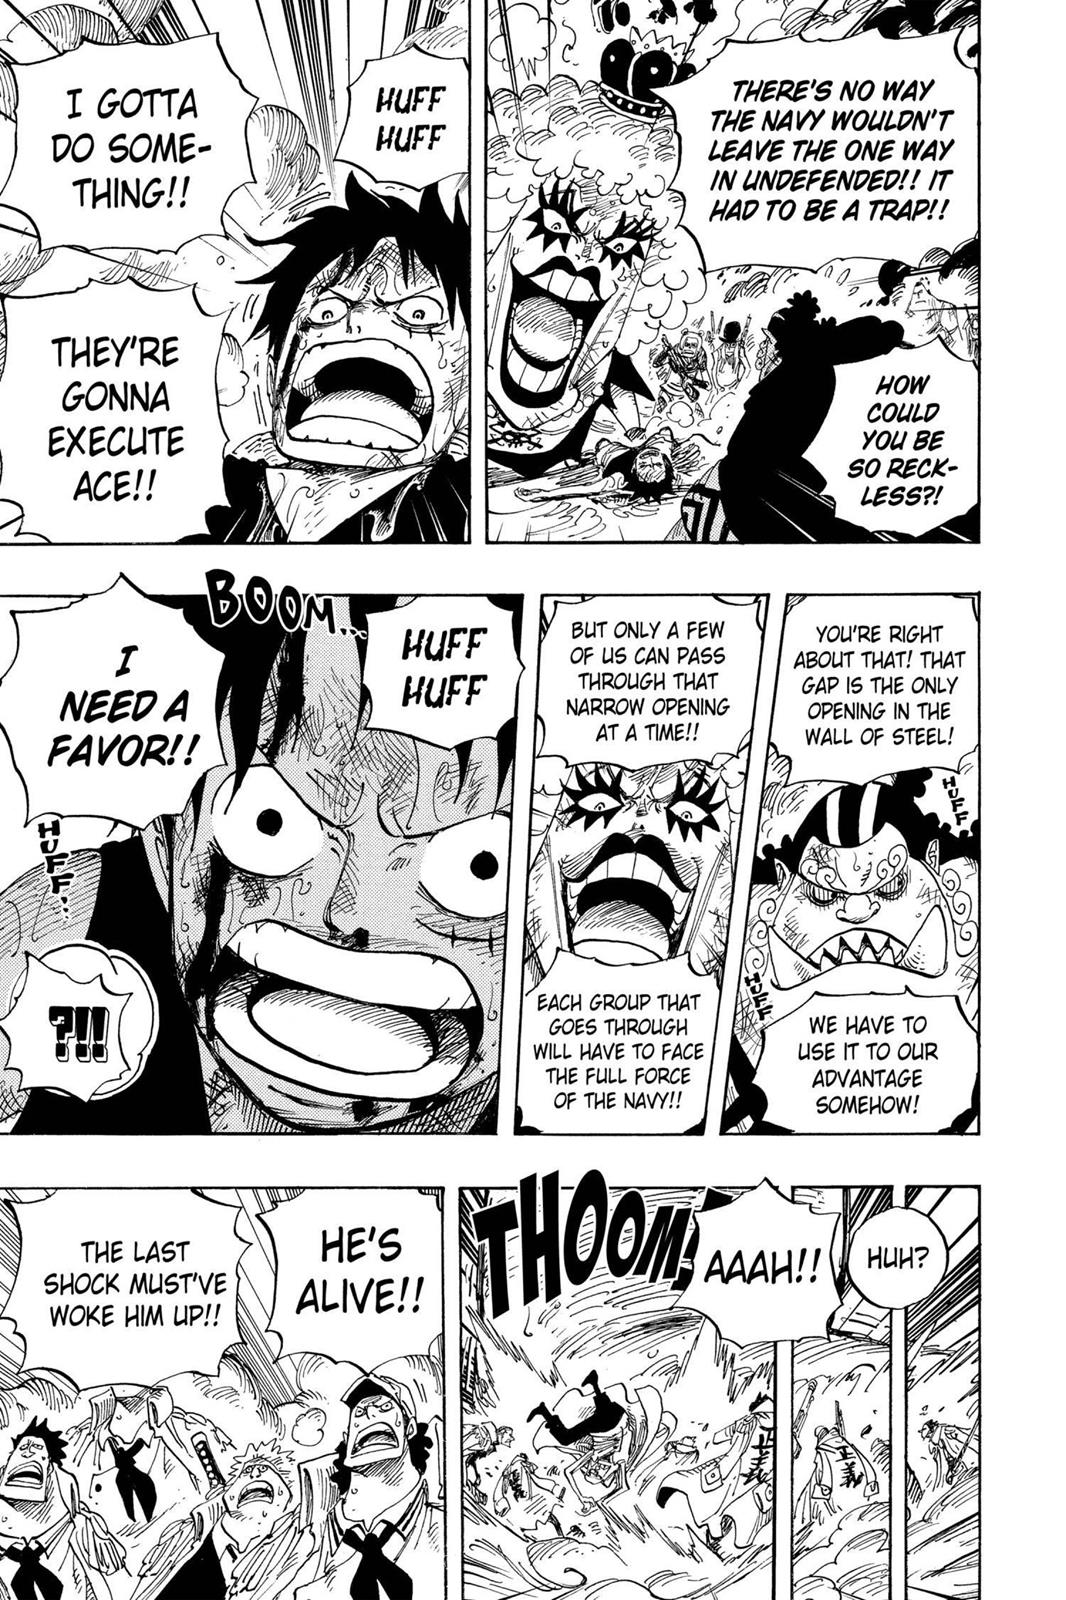 THERE'S NO WAY
THE NAVY WOULDN'T
LEAVE THE ONE WAY
IN UNDEFENDED!! IT
HAD TO BE A TRAP!!
HOW
COULD
YOU BE
SO RECK-
LESS?!
HUFF
HUFF
I GOTTA
DO SOME-
THING!!
THEY'RE
GONNA
EXECUTE
ACE!!
YOU'RE RIGHT
ABOUT THAT! THAT
GAP IS THE ONLY
OPENING IN THE
WALL OF STEEL!
HUFF
HUFF
WE HAVE TO
USE IT TO OUR
ADVANTAGE
SOMEHOW!
BUT ONLY A FEW
OF US CAN PASS
THROUGH THAT
NARROW OPENING
AT A TIME!!
EACH GROUP THAT
GOES THROUGH
WILL HAVE TO FACE
THE FULL FORCE
OF THE NAVY!!
BOOM...
HUFF
HUFF
I
NEED A
FAVOR!!
HUFF...
?!!
HUH?
AAAH!!
THOOM!
HE'S
ALIVE!!
THE LAST
SHOCK MUST'VE
WOKE HIM UP!!